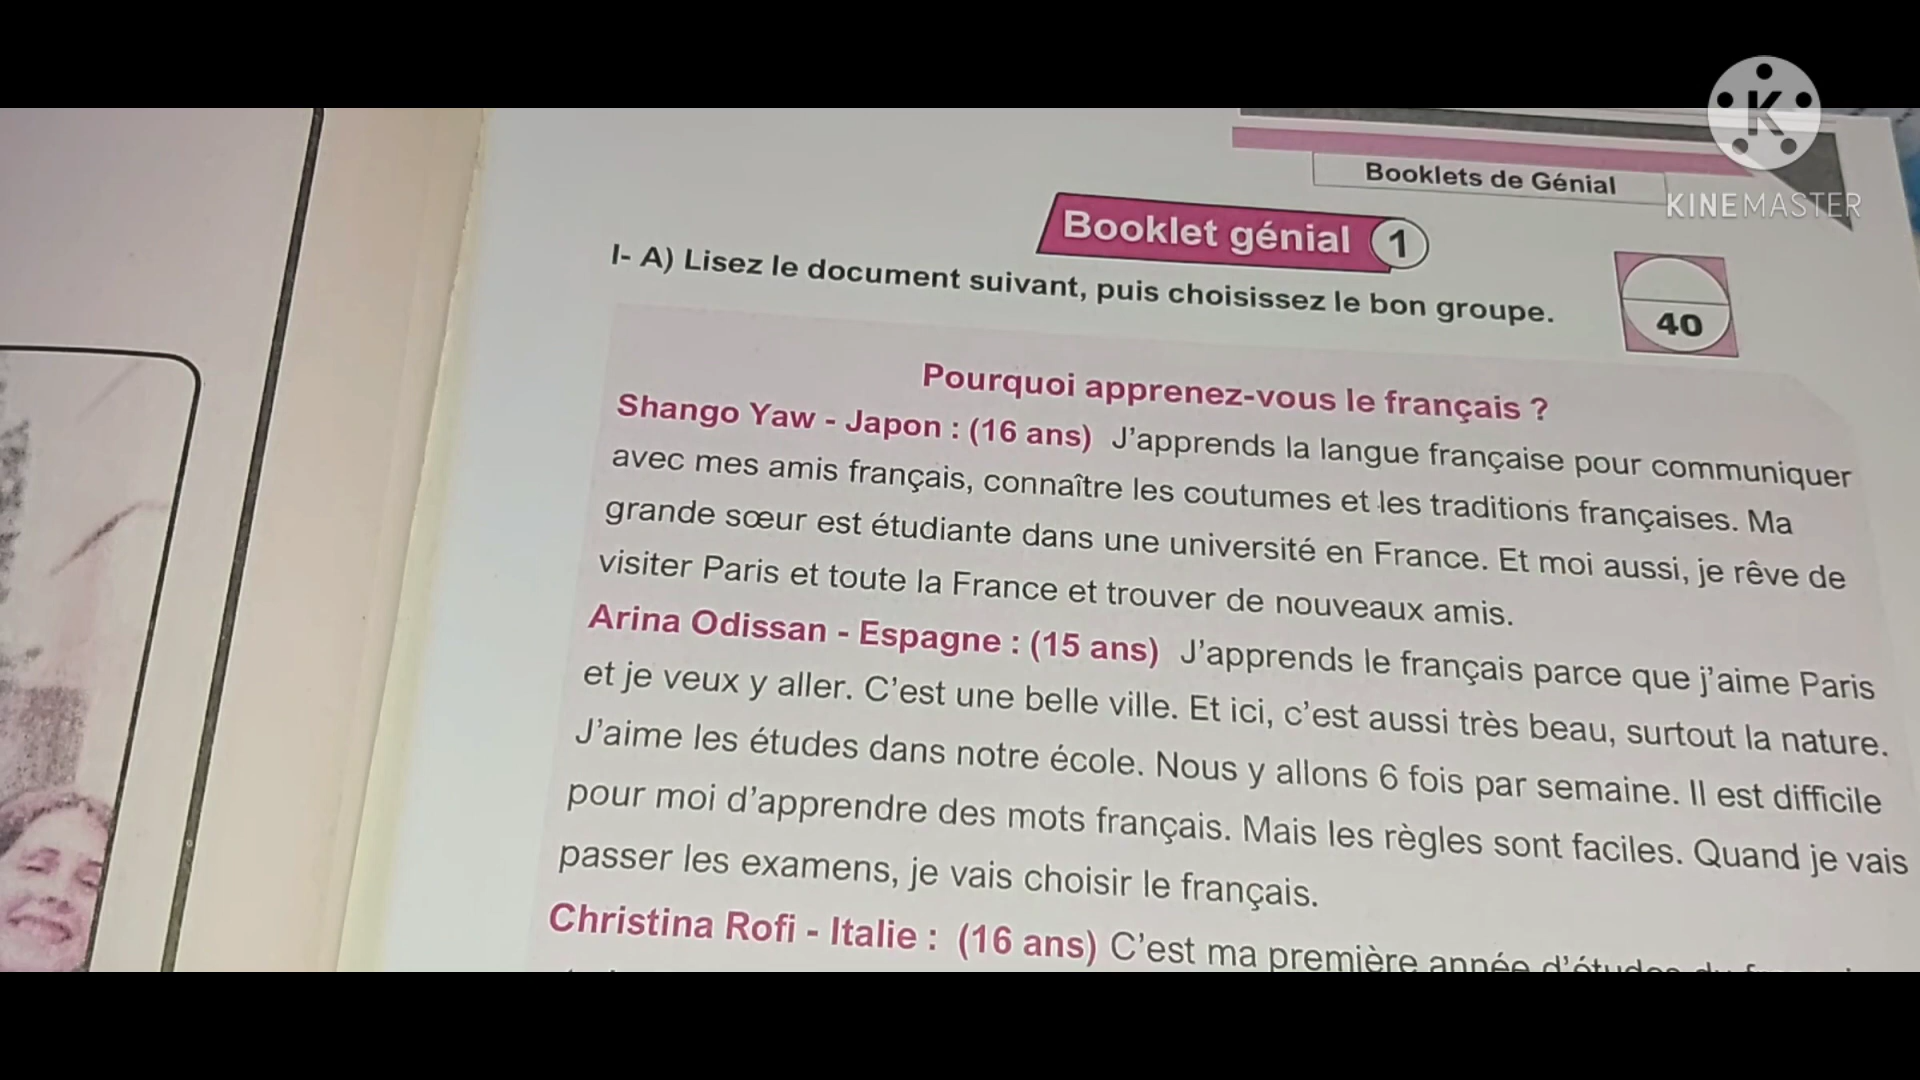 K
KINEMASTER
Booklets de Génial
Booklet génial 1
I- A) Lisez le document suivant, puis choisissez le bon groupe.
40
Pourquoi apprenez-vous le français ?
Shango Yaw - Japon : (16 ans) J’apprends la langue française pour communiquer
avec mes amis français, connaître les coutumes et les traditions françaises. Ma
grande sœur est étudiante dans une université en France. Et moi aussi, je rêve de
visiter Paris et toute la France et trouver de nouveaux amis.
Arina Odissan - Espagne : (15 ans) J’apprends le français parce que j’aime Paris
et je veux y aller. C’est une belle ville. Et ici, c’est aussi très beau, surtout la nature.
J’aime les études dans notre école. Nous y allons 6 fois par semaine. Il est difficile
pour moi d’apprendre des mots français. Mais les règles sont faciles. Quand je vais
passer les examens, je vais choisir le français.
Christina Rofi - Italie : (16 ans) C’est ma première année d’études du